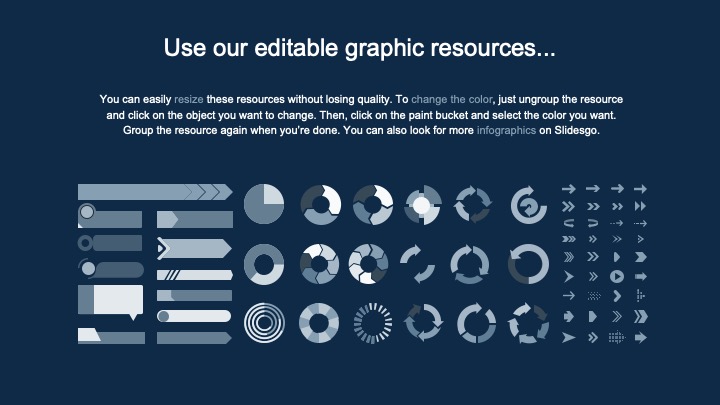 Use our editable graphic resources...
You can easily resize these resources without losing quality. To change the color, just ungroup the resource
and click on the object you want to change. Then, click on the paint bucket and select the color you want.
Group the resource again when you’re done. You can also look for more infographics on Slidesgo.